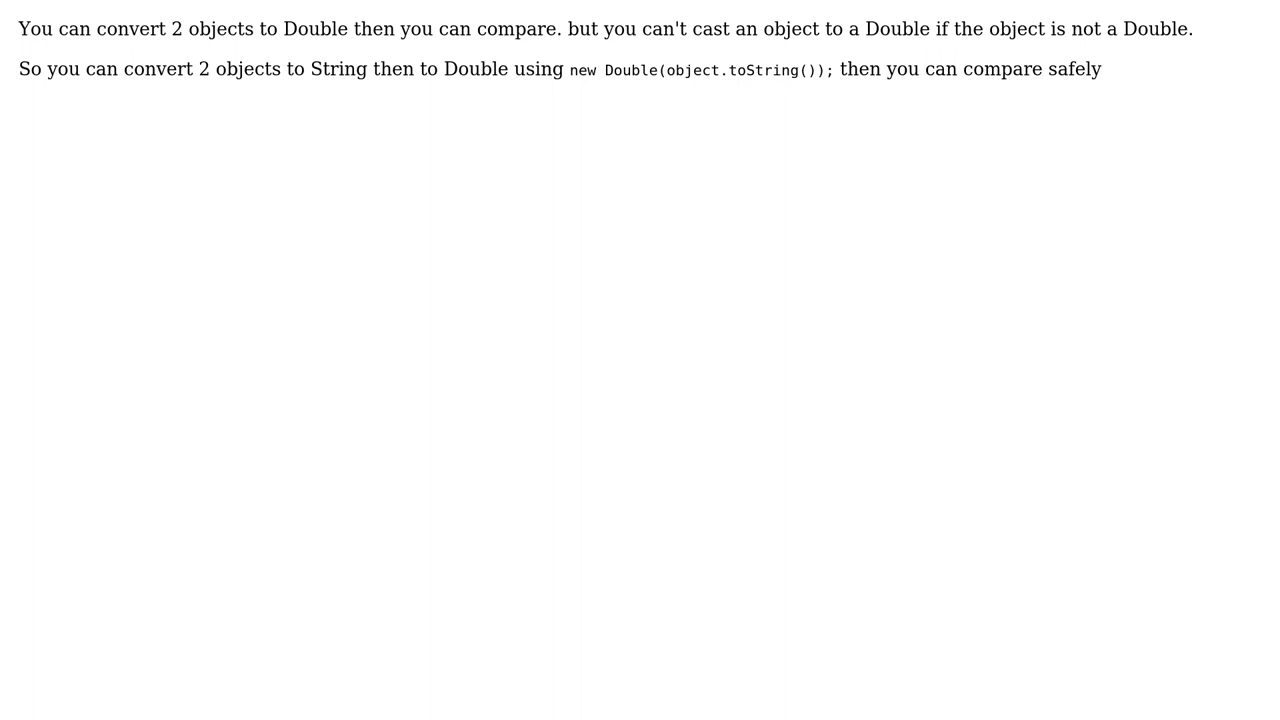 You can convert 2 objects to Double then you can compare. but you can't cast an object to a Double if the object is not a Double.
So you can convert 2 objects to String then to Double using new Double(object.toString()); then you can compare safely